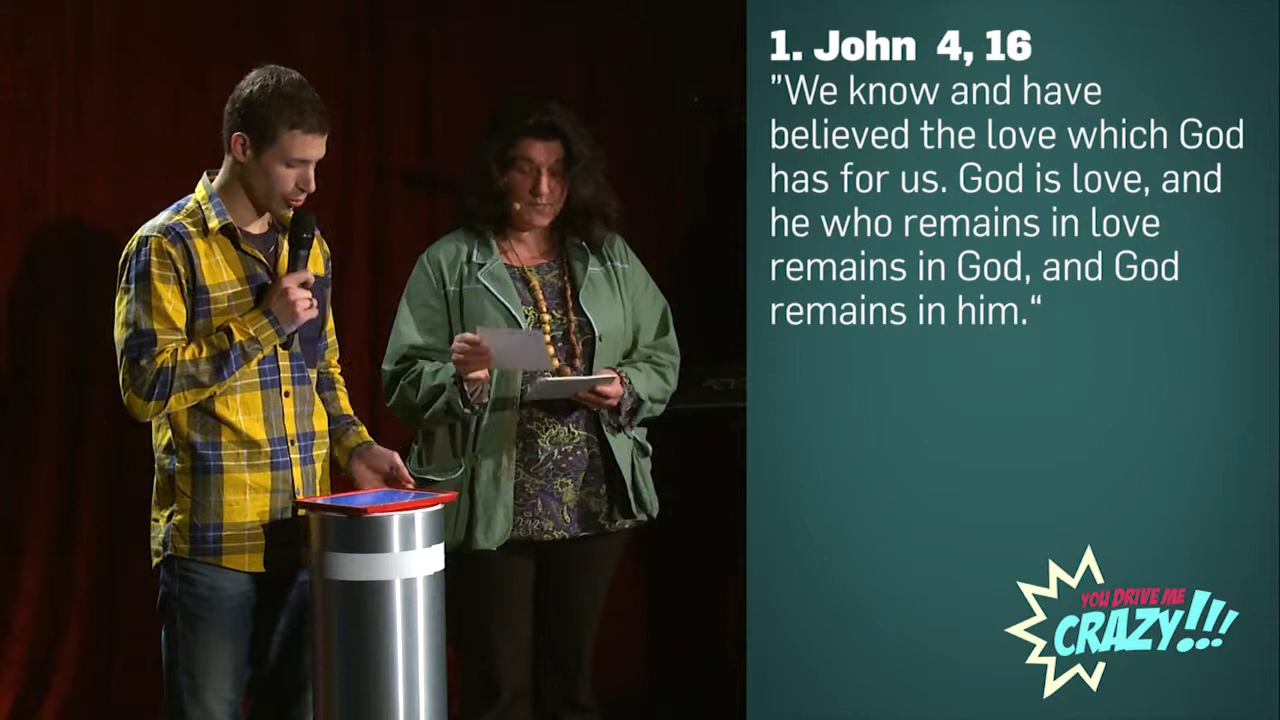 1. John 4, 16
”We know and have
believed the love which God
has for us. God is love, and
he who remains in love
remains in God, and God
remains in him.“
YOU DRIVE ME
CRAZY!!!